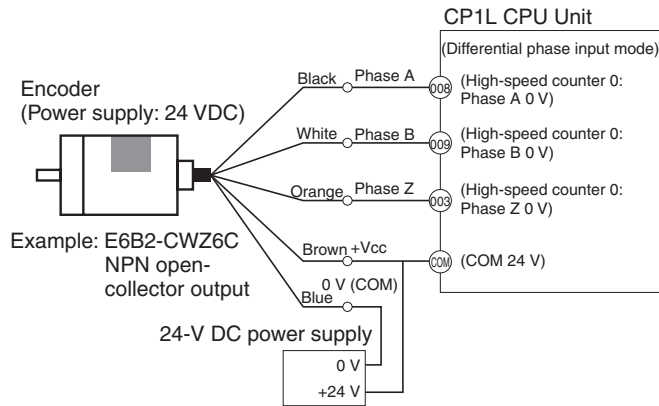 CP1L CPU Unit
(Differential phase input mode)
Encoder
(Power supply: 24 VDC)
Black Phase A 008 (High-speed counter 0:
Phase A 0 V)
White Phase B 009 (High-speed counter 0:
Phase B 0 V)
Orange Phase Z 003 (High-speed counter 0:
Phase Z 0 V)
Example: E6B2-CWZ6C
NPN open-
collector output
Brown +Vcc COM (COM 24 V)
0 V (COM)
Blue
24-V DC power supply
0 V
+24 V